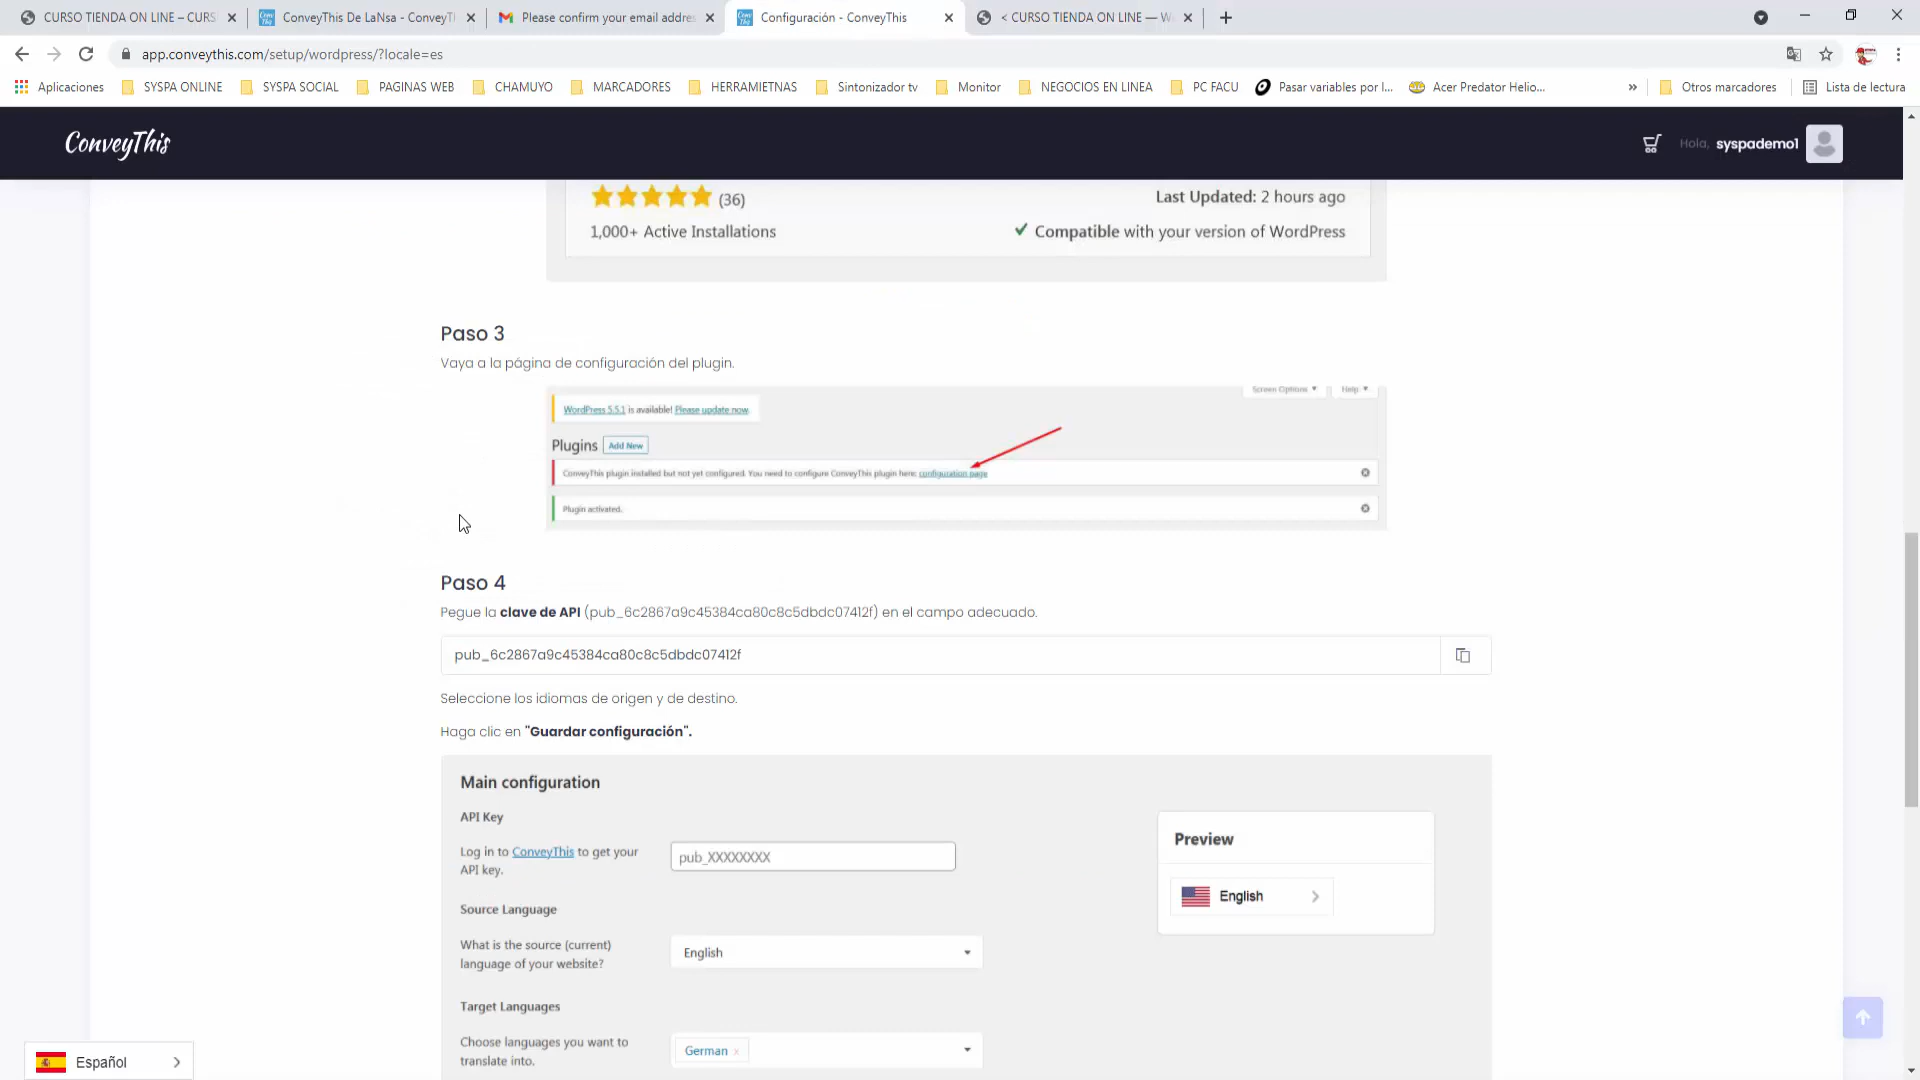 CURSO TIENDA ON LINE – CURS
ConveyThis De LaNsa - ConveyT
Please confirm your email addres
Configuración - ConveyThis
< CURSO TIENDA ON LINE — W
app.conveythis.com/setup/wordpress/?locale=es
Aplicaciones
SYSPA ONLINE
SYSPA SOCIAL
PAGINAS WEB
CHAMUYO
MARCADORES
HERRAMIETNAS
Sintonizador tv
Monitor
NEGOCIOS EN LINEA
PC FACU
Pasar variables por l...
Acer Predator Helio...
»
Otros marcadores
Lista de lectura
ConveyThis
Hola, syspademo1
(36)
Last Updated: 2 hours ago
1,000+ Active Installations
Compatible with your version of WordPress
Paso 3
Vaya a la página de configuración del plugin.
Screen Options
Help
WordPress 5.5.1 is available! Please update now.
Plugins Add New
ConveyThis plugin installed but not yet configured. You need to configure ConveyThis plugin here: configuration page
Plugin activated.
Paso 4
Pegue la clave de API (pub_6c2867a9c45384ca80c8c5dbdc07412f) en el campo adecuado.
pub_6c2867a9c45384ca80c8c5dbdc07412f
Seleccione los idiomas de origen y de destino.
Haga clic en "Guardar configuración".
Main configuration
API Key
Log in to ConveyThis to get your
API key.
pub_XXXXXXXX
Preview
English
Source Language
What is the source (current)
language of your website?
English
Target Languages
Choose languages you want to
translate into.
German ×
Español